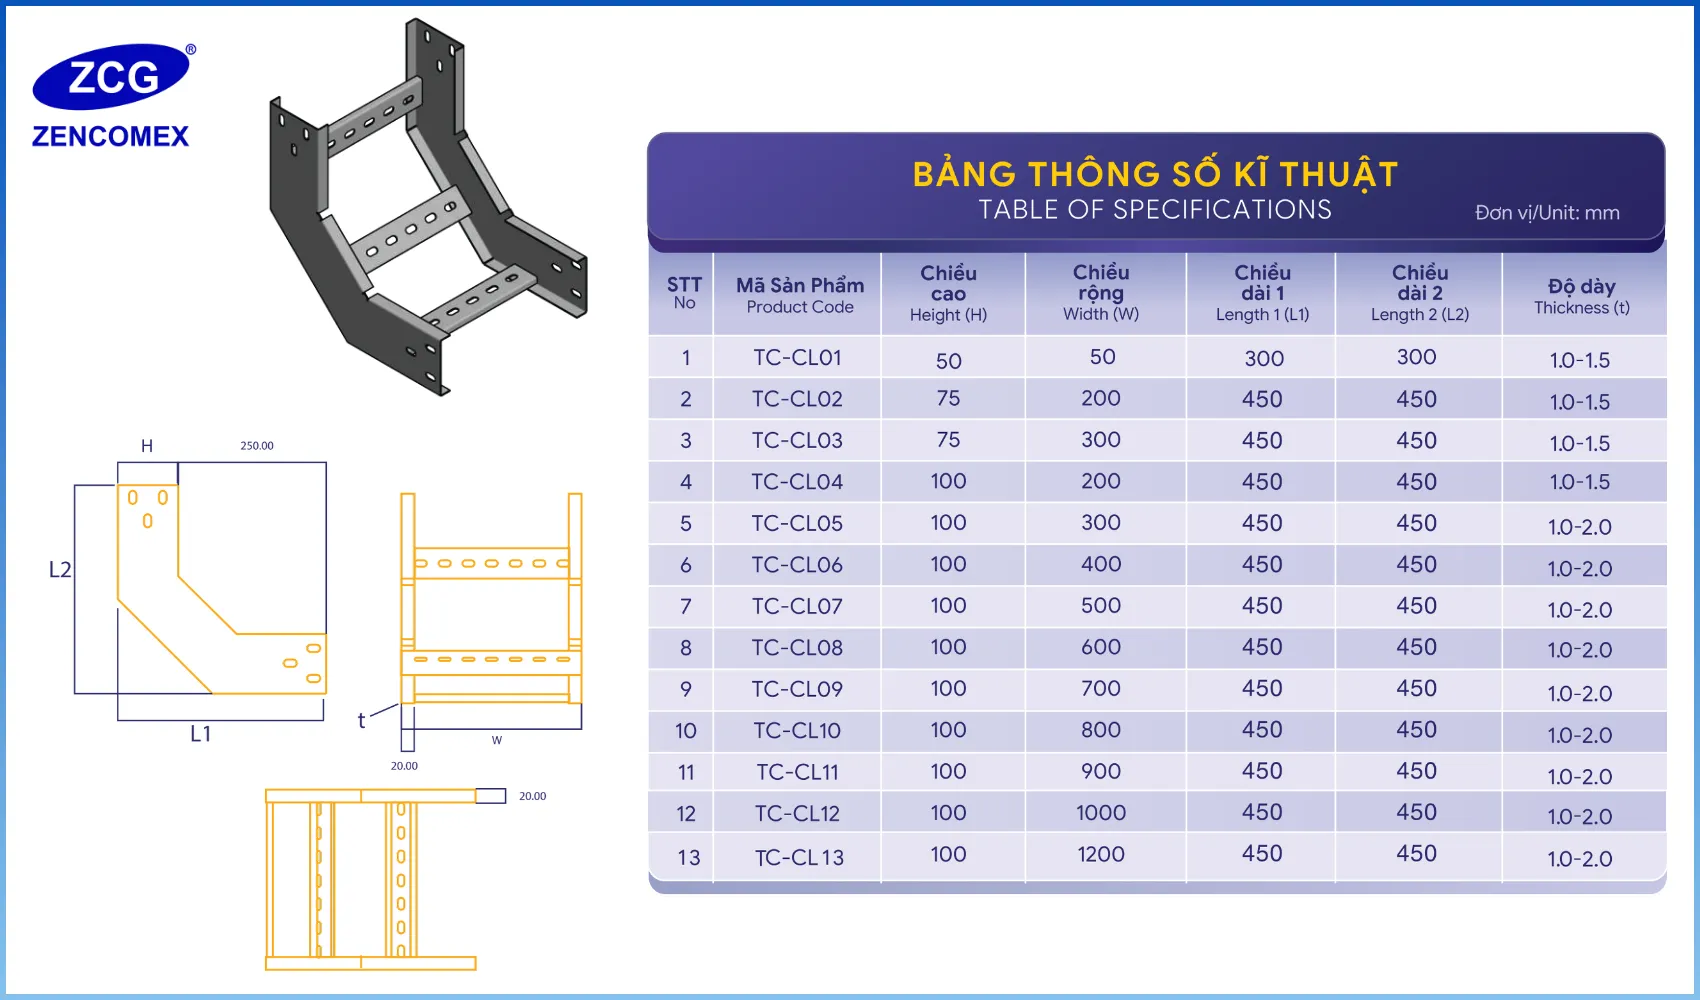 ZCG®
ZENCOMEX
BẢNG THÔNG SỐ KĨ THUẬT
TABLE OF SPECIFICATIONS
Đơn vị/Unit: mm
STT No | Mã Sản Phẩm Product Code | Chiều cao Height (H) | Chiều rộng Width (W) | Chiều dài 1 Length 1 (L1) | Chiều dài 2 Length 2 (L2) | Độ dày Thickness (t)
1 TC-CL01 50 50 300 300 1.0-1.5
2 TC-CL02 75 200 450 450 1.0-1.5
3 TC-CL03 75 300 450 450 1.0-1.5
4 TC-CL04 100 200 450 450 1.0-1.5
5 TC-CL05 100 300 450 450 1.0-2.0
6 TC-CL06 100 400 450 450 1.0-2.0
7 TC-CL07 100 500 450 450 1.0-2.0
8 TC-CL08 100 600 450 450 1.0-2.0
9 TC-CL09 100 700 450 450 1.0-2.0
10 TC-CL10 100 800 450 450 1.0-2.0
11 TC-CL11 100 900 450 450 1.0-2.0
12 TC-CL12 100 1000 450 450 1.0-2.0
13 TC-CL13 100 1200 450 450 1.0-2.0
H 250.00
L2
L1
t
W
20.00
20.00